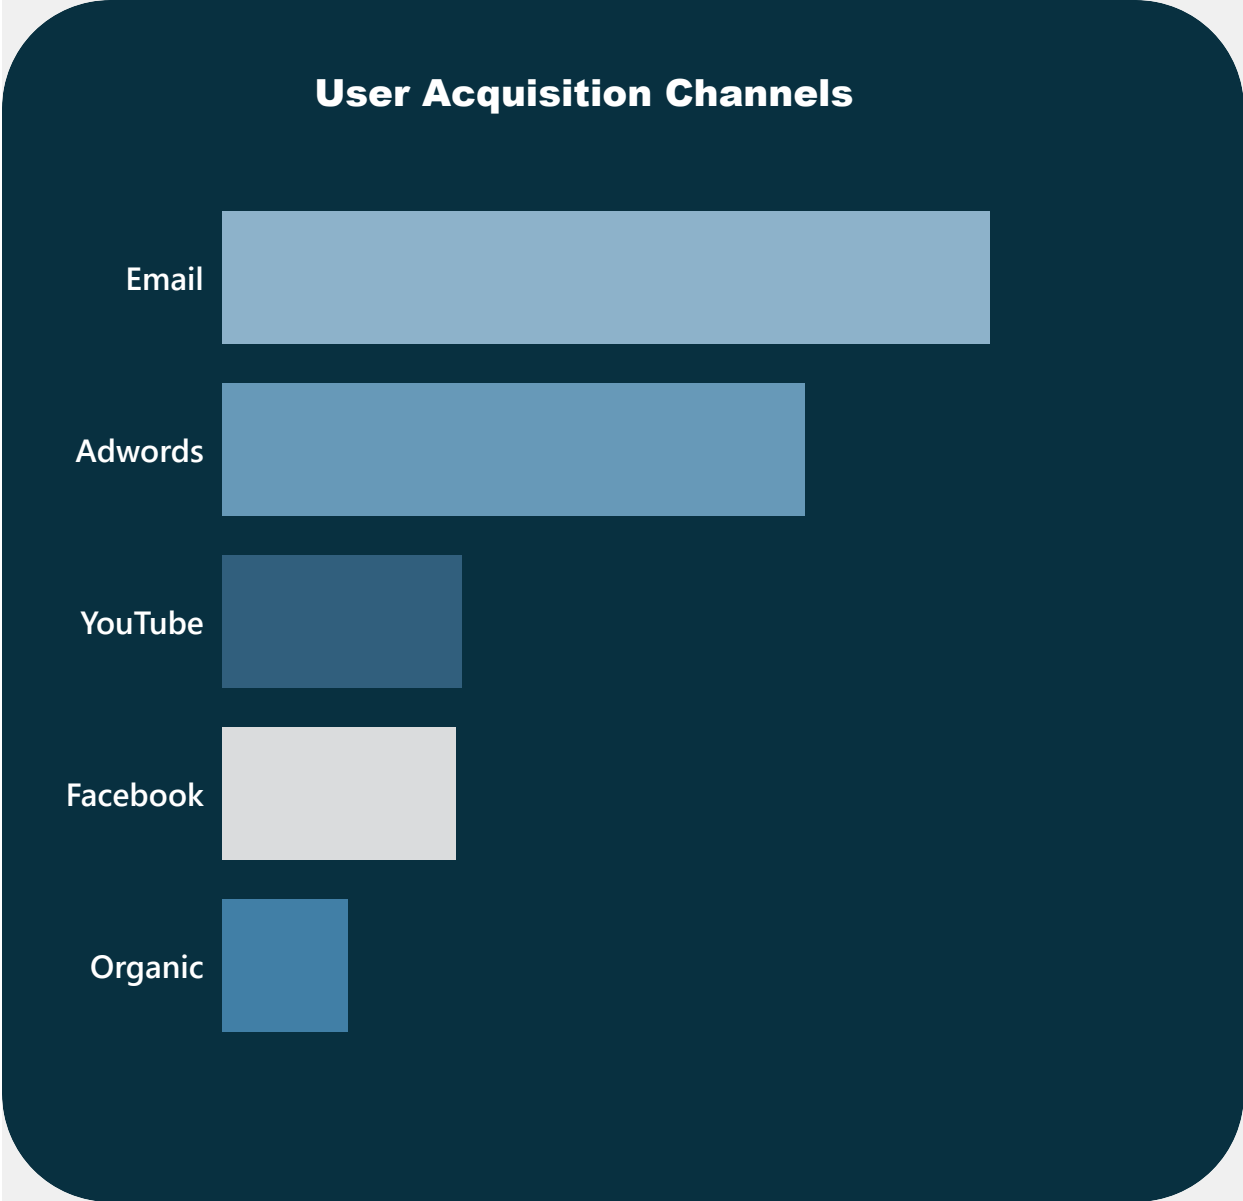 User Acquisition Channels
Email
Adwords
YouTube
Facebook
Organic